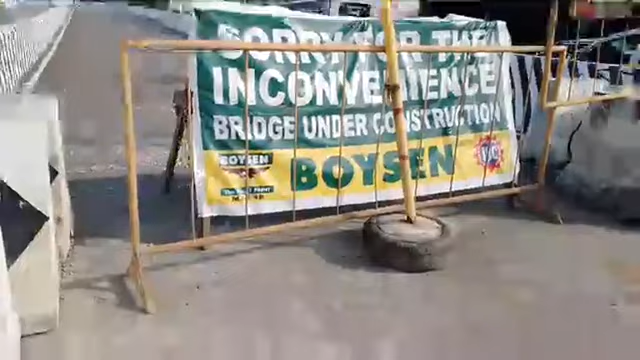 SORRY FOR THE
INCONVENIENCE
BRIDGE UNDER CONSTRUCTION
BOYSEN
BOYSEN